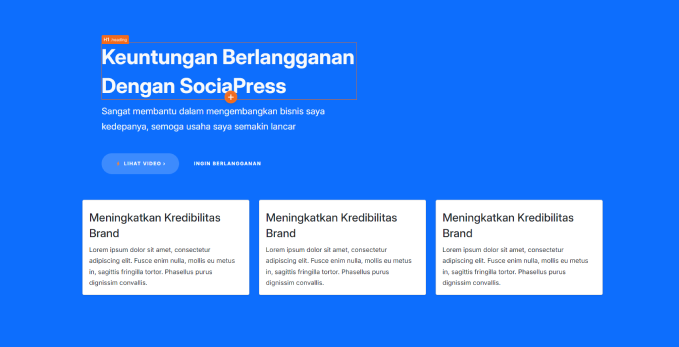 H1 Heading
Keuntungan Berlangganan
Dengan SociaPress
Sangat membantu dalam mengembangkan bisnis saya
kedepanya, semoga usaha saya semakin lancar
LIHAT VIDEO ›
INGIN BERLANGGANAN
Meningkatkan Kredibilitas
Brand
Lorem ipsum dolor sit amet, consectetur
adipiscing elit. Fusce enim nulla, mollis eu metus
in, sagittis fringilla tortor. Phasellus purus
dignissim convallis.
Meningkatkan Kredibilitas
Brand
Lorem ipsum dolor sit amet, consectetur
adipiscing elit. Fusce enim nulla, mollis eu metus
in, sagittis fringilla tortor. Phasellus purus
dignissim convallis.
Meningkatkan Kredibilitas
Brand
Lorem ipsum dolor sit amet, consectetur
adipiscing elit. Fusce enim nulla, mollis eu metus
in, sagittis fringilla tortor. Phasellus purus
dignissim convallis.